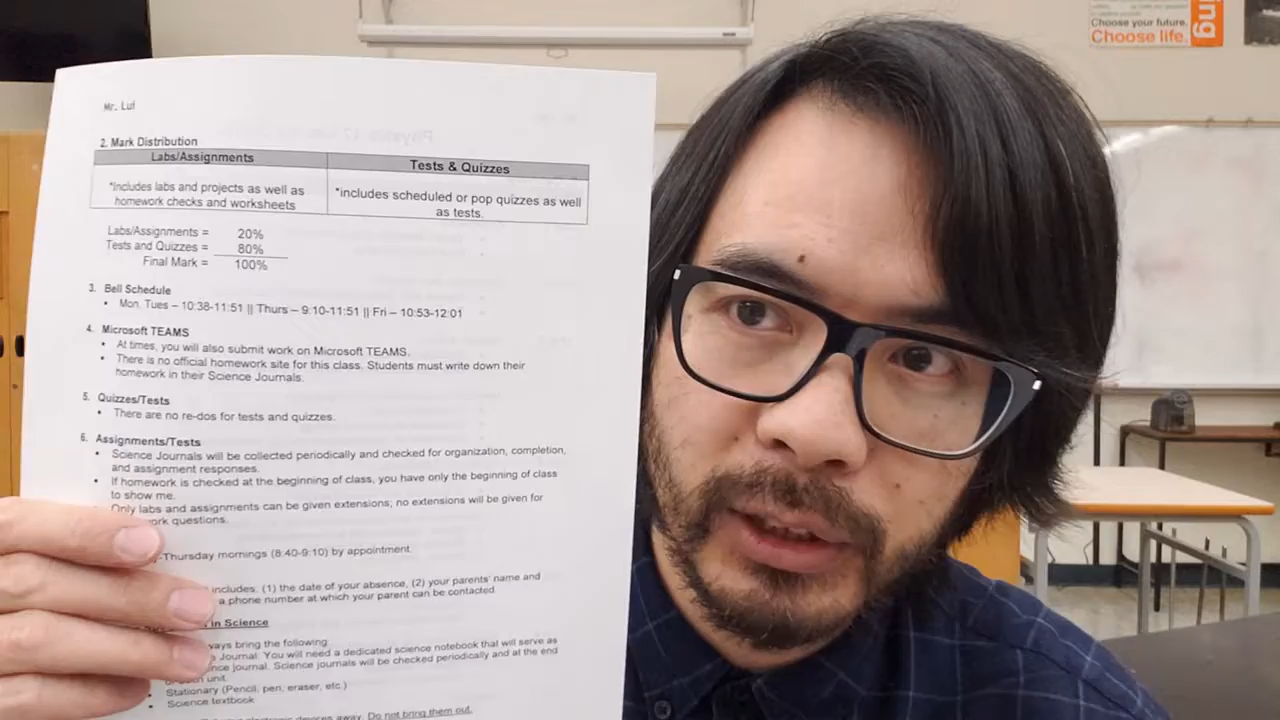 Choose your future.
Choose life.
ing
Mr. Lui
2. Mark Distribution
Labs/Assignments
Tests & Quizzes
*Includes labs and projects as well as
homework checks and worksheets
*includes scheduled or pop quizzes as well
as tests.
Labs/Assignments = 20%
Tests and Quizzes = 80%
Final Mark = 100%
3. Bell Schedule
• Mon, Tues – 10:38-11:51 || Thurs – 9:10-11:51 || Fri – 10:53-12:01
4. Microsoft TEAMS
• At times, you will also submit work on Microsoft TEAMS.
• There is no official homework site for this class. Students must write down their
homework in their Science Journals.
5. Quizzes/Tests
• There are no re-dos for tests and quizzes.
6. Assignments/Tests
• Science Journals will be collected periodically and checked for organization, completion,
and assignment responses.
• If homework is checked at the beginning of class, you have only the beginning of class
to show me.
Only labs and assignments can be given extensions; no extensions will be given for
ork questions.
-Thursday mornings (8:40-9:10) by appointment.
includes: (1) the date of your absence, (2) your parents' name and
a phone number at which your parent can be contacted.
in Science
ways bring the following:
Journal: You will need a dedicated science notebook that will serve as
nce journal. Science journals will be checked periodically and at the end
unit.
• Stationary (Pencil, pen, eraser, etc.)
• Science textbook
electronic devices away. Do not bring them out.